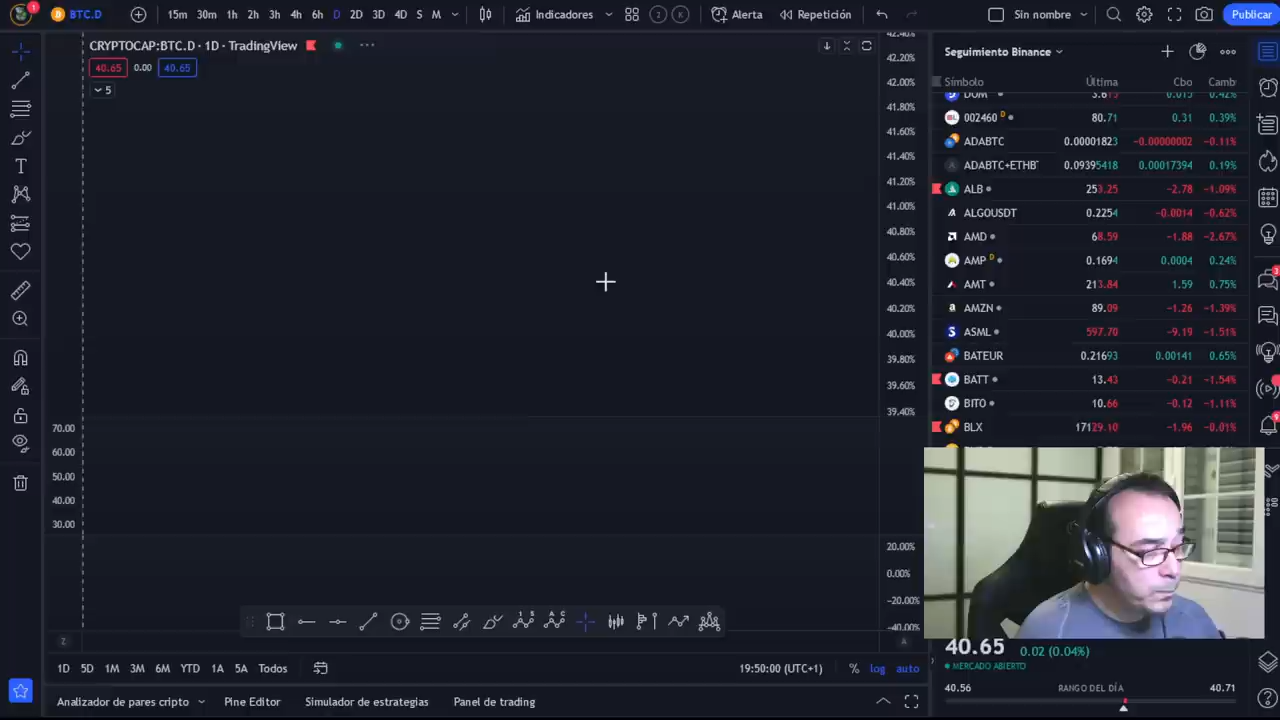 BTC.D 15m 30m 1h 2h 3h 4h 6h D 2D 3D 4D S M Indicadores Z K Alerta Repetición Sin nombre Publicar
1
CRYPTOCAP:BTC.D · 1D · TradingView
40.65 0.00 40.65
5
42.40%
42.20%
42.00%
41.80%
41.60%
41.40%
41.20%
41.00%
40.80%
40.60%
40.40%
40.20%
40.00%
39.80%
39.60%
39.40%
70.00
60.00
50.00
40.00
30.00
20.00%
0.00%
-20.00%
-40.00%
Z A
1D 5D 1M 3M 6M YTD 1A 5A Todos 19:50:00 (UTC+1) % log auto
Analizador de pares cripto Pine Editor Simulador de estrategias Panel de trading
Seguimiento Binance
Símbolo Última Cbo
DOM 3.615 0.015 0.42%
002460 D 80.71 0.31 0.39%
ADABTC 0.00001823 -0.00000002 -0.11%
ADABTC+ETHBT 0.09395418 0.00017394 0.19%
ALB 253.25 -2.78 -1.09%
ALGOUSDT 0.2254 -0.0014 -0.62%
AMD 68.59 -1.88 -2.67%
AMP D 0.1694 0.0004 0.24%
AMT 213.84 1.59 0.75%
AMZN 89.09 -1.26 -1.39%
ASML 597.70 -9.19 -1.51%
BATEUR 0.21693 0.00141 0.65%
BATT 13.43 -0.21 -1.54%
BITO 10.66 -0.12 -1.11%
BLX 17129.10 -1.96 -0.01%
40.65 0.02 (0.04%)
MERCADO ABIERTO
40.56 RANGO DEL DÍA 40.71